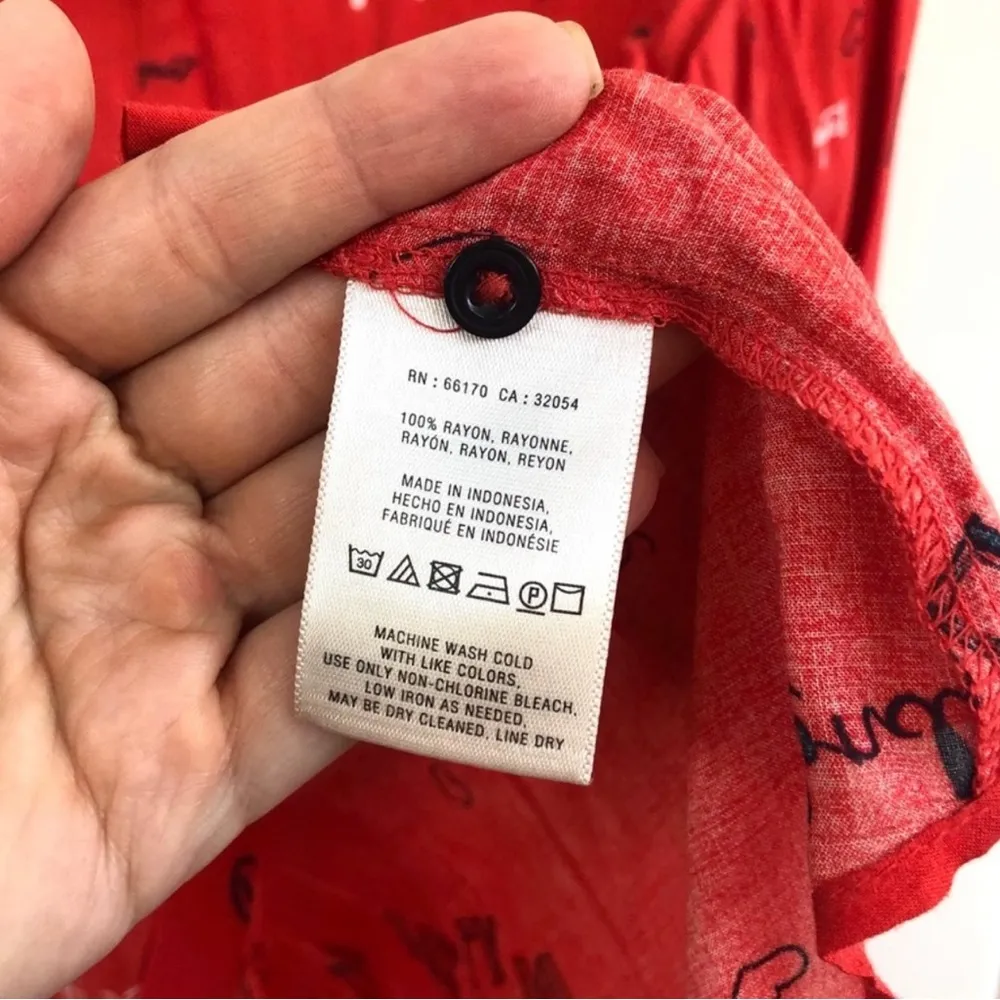 RN : 66170 CA : 32054
100% RAYON, RAYONNE,
RAYÓN, RAYON, REYON
MADE IN INDONESIA,
HECHO EN INDONESIA,
FABRIQUÉ EN INDONÉSIE
30 P
MACHINE WASH COLD
WITH LIKE COLORS,
USE ONLY NON-CHLORINE BLEACH,
LOW IRON AS NEEDED,
MAY BE DRY CLEANED, LINE DRY